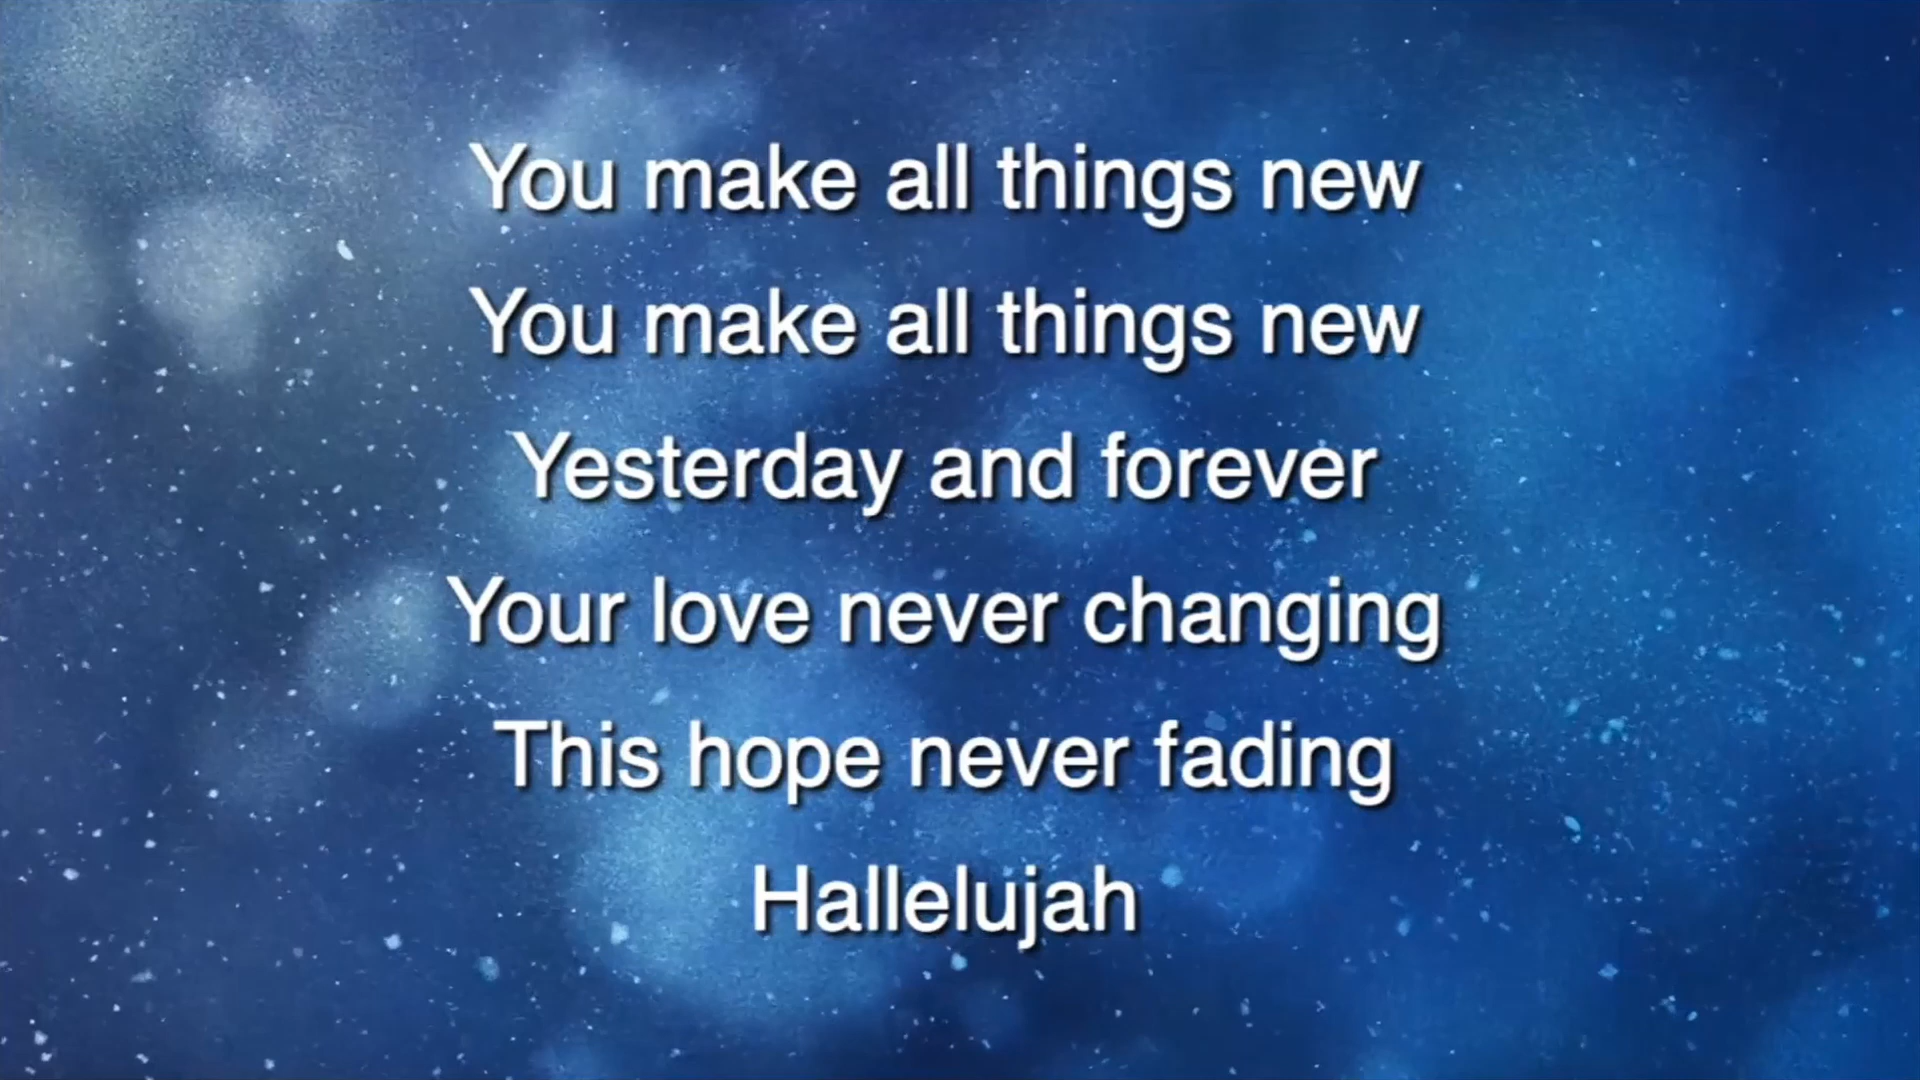 You make all things new
You make all things new
Yesterday and forever
Your love never changing
This hope never fading
Hallelujah